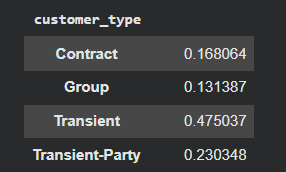 customer_type
Contract 0.168064
Group 0.131387
Transient 0.475037
Transient-Party 0.230348